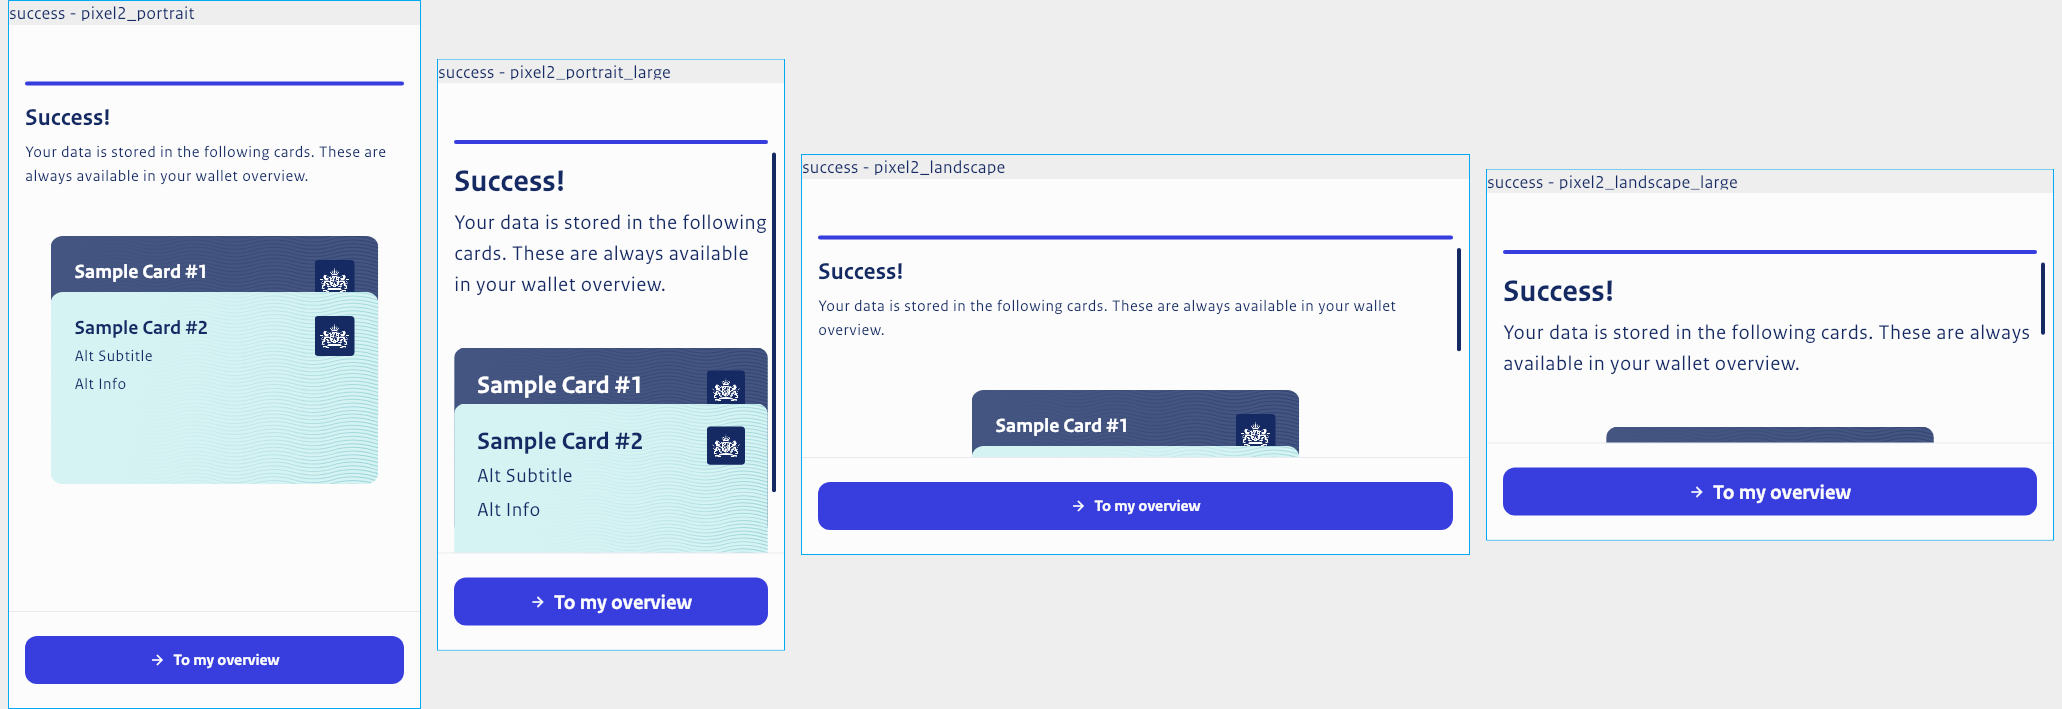 success - pixel2_portrait
Success!
Your data is stored in the following cards. These are
always available in your wallet overview.
Sample Card #1
Sample Card #2
Alt Subtitle
Alt Info
→ To my overview
success - pixel2_portrait_large
Success!
Your data is stored in the following
cards. These are always available
in your wallet overview.
Sample Card #1
Sample Card #2
Alt Subtitle
Alt Info
→ To my overview
success - pixel2_landscape
Success!
Your data is stored in the following cards. These are always available in your wallet
overview.
Sample Card #1
→ To my overview
success - pixel2_landscape_large
Success!
Your data is stored in the following cards. These are always
available in your wallet overview.
→ To my overview